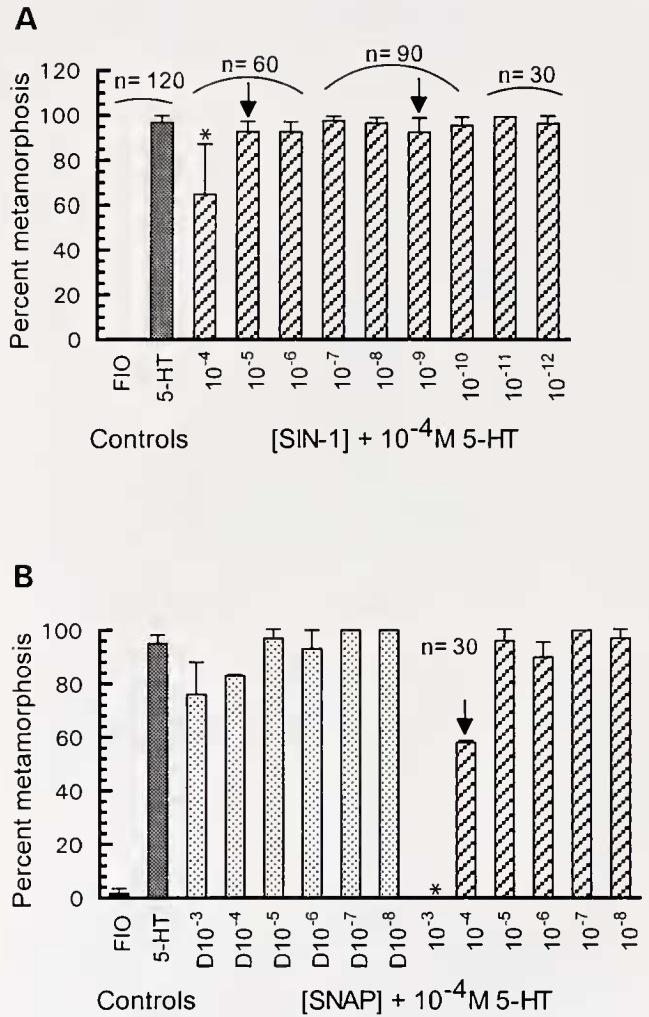 A
n= 120
n= 60
n= 90
n= 30
120
100
80
60
40
20
0
Percent metamorphosis
*
FIO
5-HT
10-4
10-5
10-6
10-7
10-8
10-9
10-10
10-11
10-12
Controls
[SIN-1] + 10-4M 5-HT
B
100
80
60
40
20
0
Percent metamorphosis
n= 30
*
FIO
5-HT
D10-3
D10-4
D10-5
D10-6
D10-7
D10-8
10-3
10-4
10-5
10-6
10-7
10-8
Controls
[SNAP] + 10-4M 5-HT